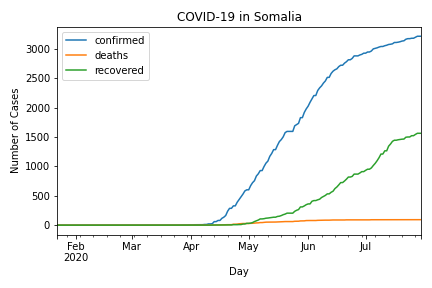 COVID-19 in Somalia
confirmed
deaths
recovered
Number of Cases
3000
2500
2000
1500
1000
500
0
Feb Mar Apr May Jun Jul
2020
Day